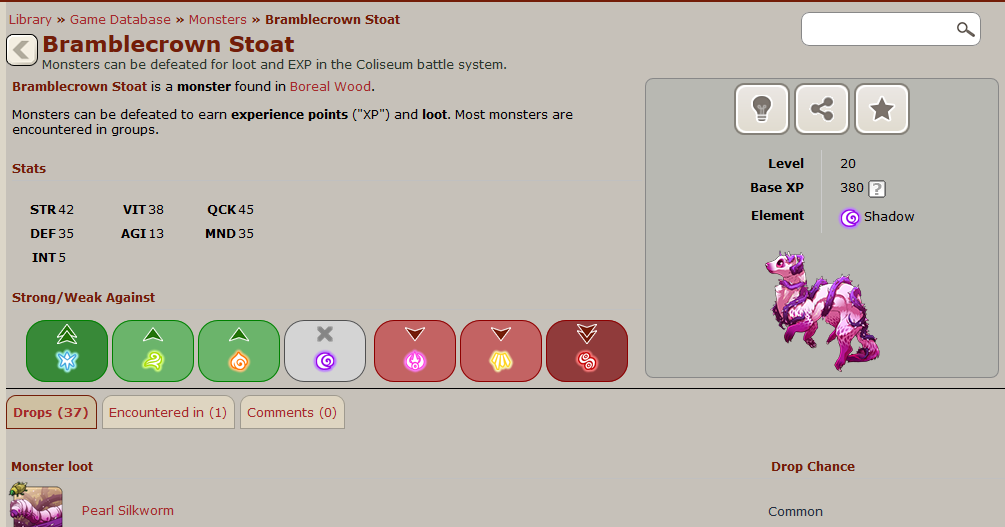 Library » Game Database » Monsters » Bramblecrown Stoat
Bramblecrown Stoat
Monsters can be defeated for loot and EXP in the Coliseum battle system.
Bramblecrown Stoat is a monster found in Boreal Wood.
Monsters can be defeated to earn experience points ("XP") and loot. Most monsters are
encountered in groups.
Stats
STR 42 VIT 38 QCK 45
DEF 35 AGI 13 MND 35
INT 5
Strong/Weak Against
Level 20
Base XP 380 ?
Element Shadow
Drops (37) Encountered in (1) Comments (0)
Monster loot Drop Chance
Pearl Silkworm Common